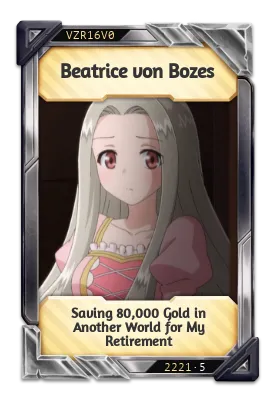 VZR16V0
Beatrice von Bozes
Saving 80,000 Gold in
Another World for My
Retirement
2221·5